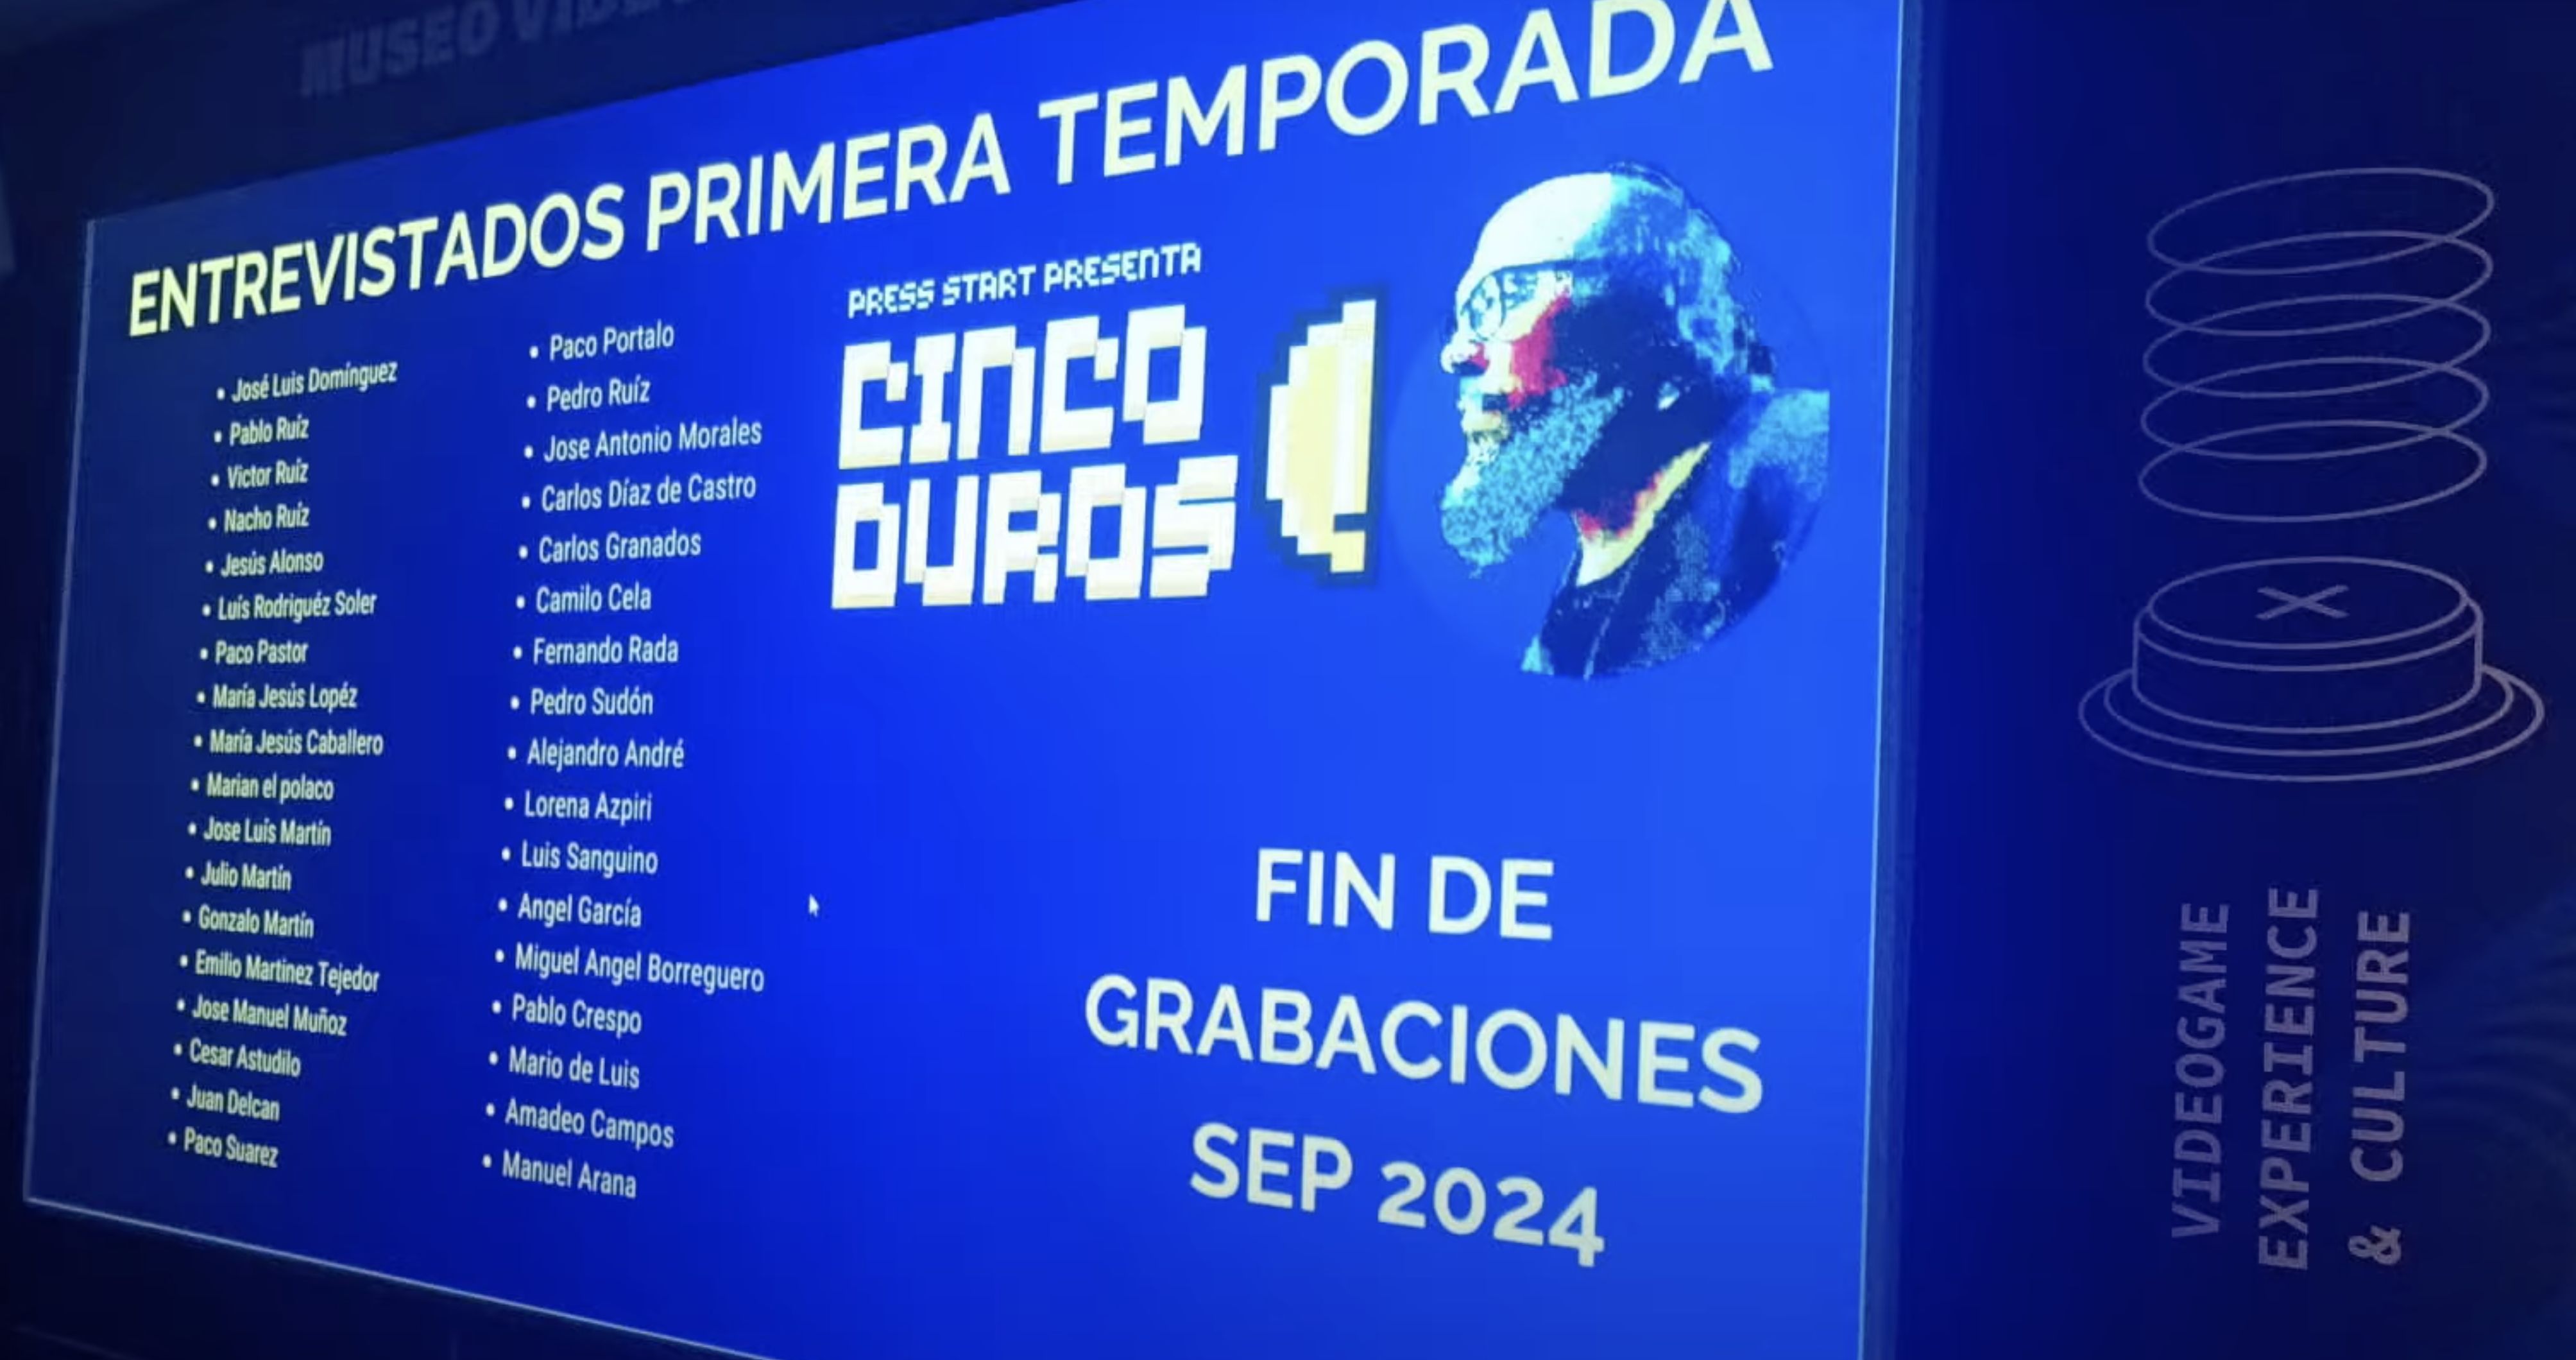 MUSEO
ENTREVISTADOS PRIMERA TEMPORADA
• José Luis Domínguez
• Pablo Ruíz
• Victor Ruíz
• Nacho Ruíz
• Jesús Alonso
• Luís Rodriguéz Soler
• Paco Pastor
• María Jesús Lopéz
• María Jesús Caballero
• Marian el polaco
• Jose Luís Martín
• Julio Martín
• Gonzalo Martín
• Emilio Martinez Tejedor
• Jose Manuel Muñoz
• Cesar Astudilo
• Juan Delcan
• Paco Suarez
• Paco Portalo
• Pedro Ruíz
• Jose Antonio Morales
• Carlos Díaz de Castro
• Carlos Granados
• Camilo Cela
• Fernando Rada
• Pedro Sudón
• Alejandro André
• Lorena Azpiri
• Luis Sanguino
• Angel García
• Miguel Angel Borreguero
• Pablo Crespo
• Mario de Luis
• Amadeo Campos
• Manuel Arana
PRESS START PRESENTA
CINCO
DUROS
FIN DE
GRABACIONES
SEP 2024
X
VIDEOGAME
EXPERIENCE
& CULTURE